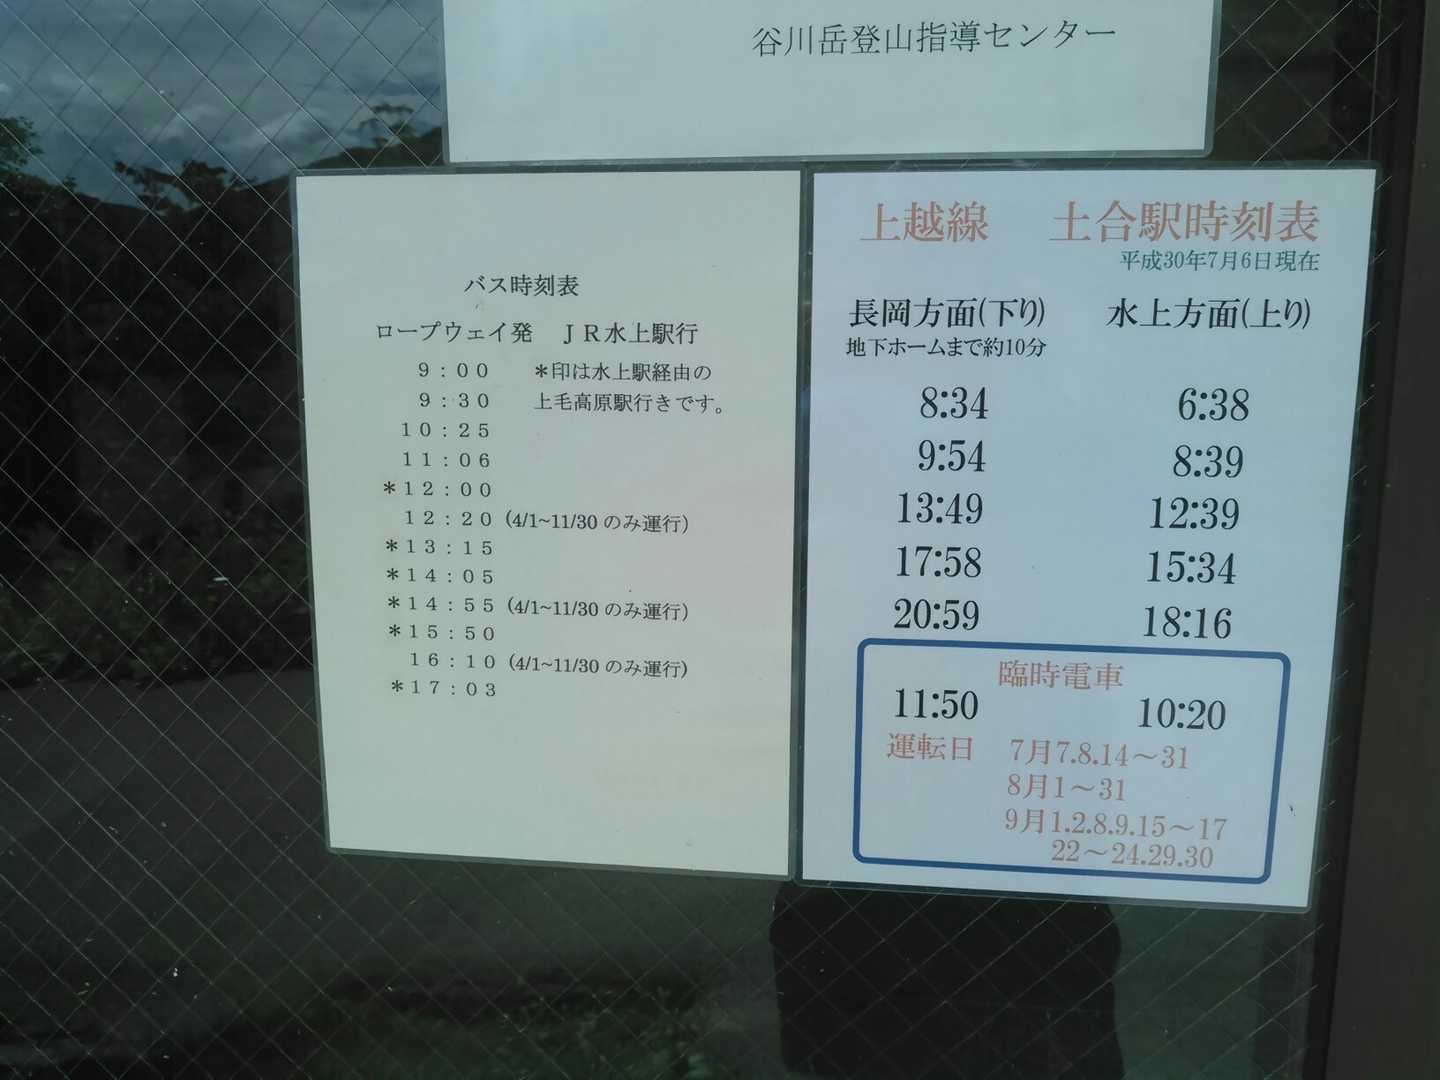 谷川岳登山指導センター
バス時刻表
ロープウェイ発　ＪＲ水上駅行
９：００　＊印は水上駅経由の
９：３０　上毛高原駅行きです。
１０：２５
１１：０６
＊１２：００
１２：２０（4/1~11/30 のみ運行）
＊１３：１５
＊１４：０５
＊１４：５５（4/1~11/30 のみ運行）
＊１５：５０
１６：１０（4/1~11/30 のみ運行）
＊１７：０３
上越線　土合駅時刻表
平成30年7月6日現在
長岡方面(下り)　水上方面(上り)
地下ホームまで約10分
8:34　6:38
9:54　8:39
13:49　12:39
17:58　15:34
20:59　18:16
臨時電車
11:50　10:20
運転日　7月7.8.14～31
8月1～31
9月1.2.8.9.15～17
22～24.29.30